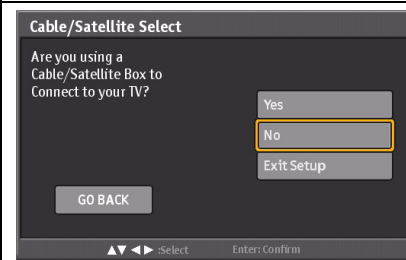 Cable/Satellite Select
Are you using a
Cable/Satellite Box to
Connect to your TV?
Yes
No
Exit Setup
GO BACK
▲▼ ◀▶ :Select Enter: Confirm